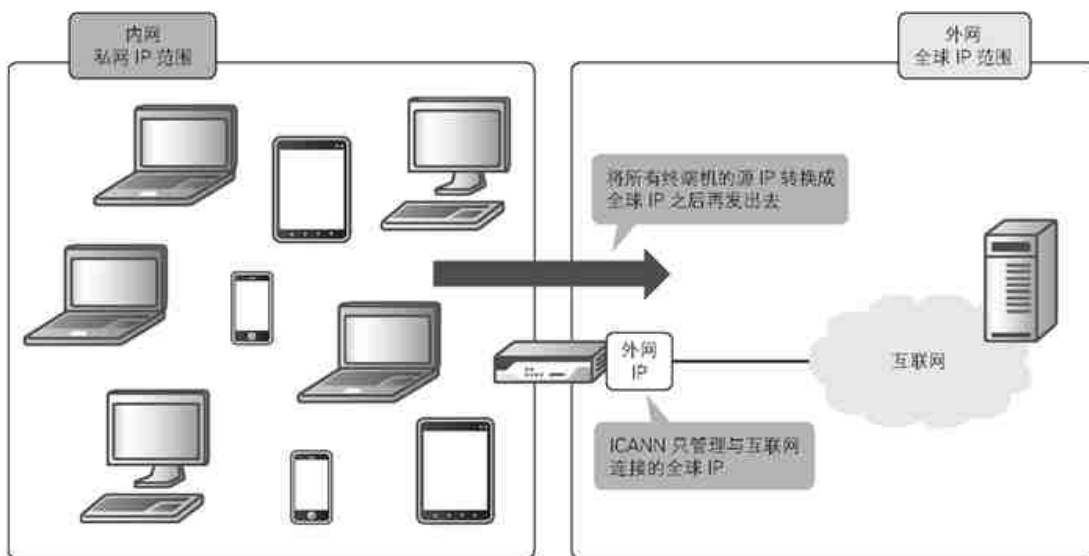 内网
私网 IP 范围
外网
全球 IP 范围
将所有终端机的源 IP 转换成
全球 IP 之后再发出去
外网
IP
互联网
ICANN 只管理与互联网
连接的全球 IP